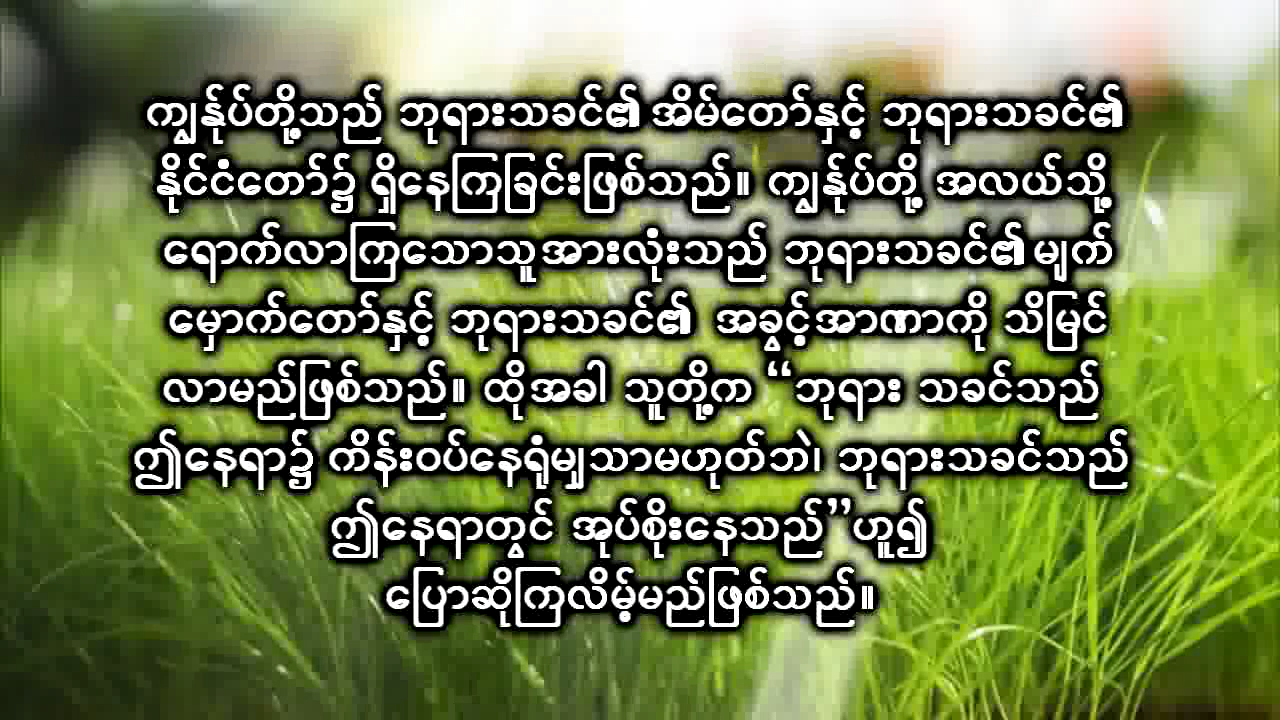 ကျွန်ုပ်တို့သည် ဘုရားသခင်၏ အိမ်တော်နှင့် ဘုရားသခင်၏
နိုင်ငံတော်၌ ရှိနေကြခြင်းဖြစ်သည်။ ကျွန်ုပ်တို့ အလယ်သို့
ရောက်လာကြသောသူအားလုံးသည် ဘုရားသခင်၏ မျက်
မှောက်တော်နှင့် ဘုရားသခင်၏ အခွင့်အာဏာကို သိမြင်
လာမည်ဖြစ်သည်။ ထိုအခါ သူတို့က “ဘုရား သခင်သည်
ဤနေရာ၌ ကိန်းဝပ်နေရုံမျှသာမဟုတ်ဘဲ၊ ဘုရားသခင်သည်
ဤနေရာတွင် အုပ်စိုးနေသည်”ဟူ၍
ပြောဆိုကြလိမ့်မည်ဖြစ်သည်။